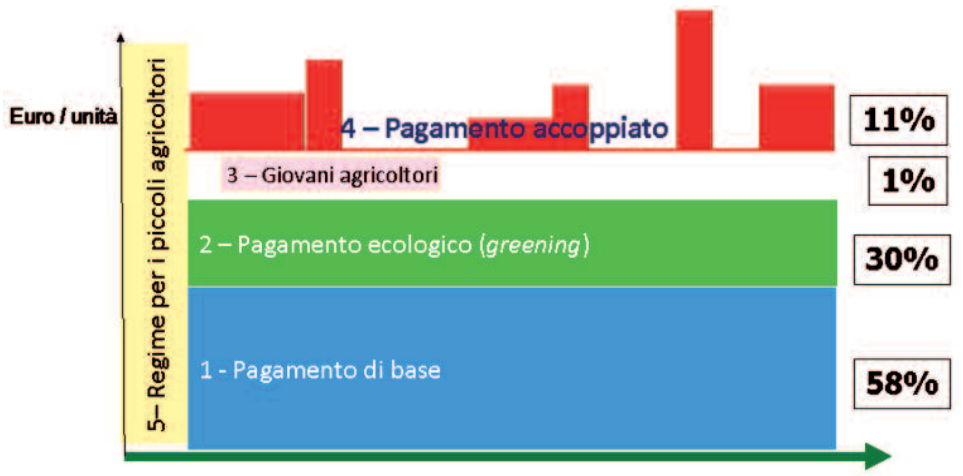 Euro / unità
5– Regime per i piccoli agricoltori
4 – Pagamento accoppiato
11%
3 – Giovani agricoltori
1%
2 – Pagamento ecologico (greening)
30%
1 - Pagamento di base
58%